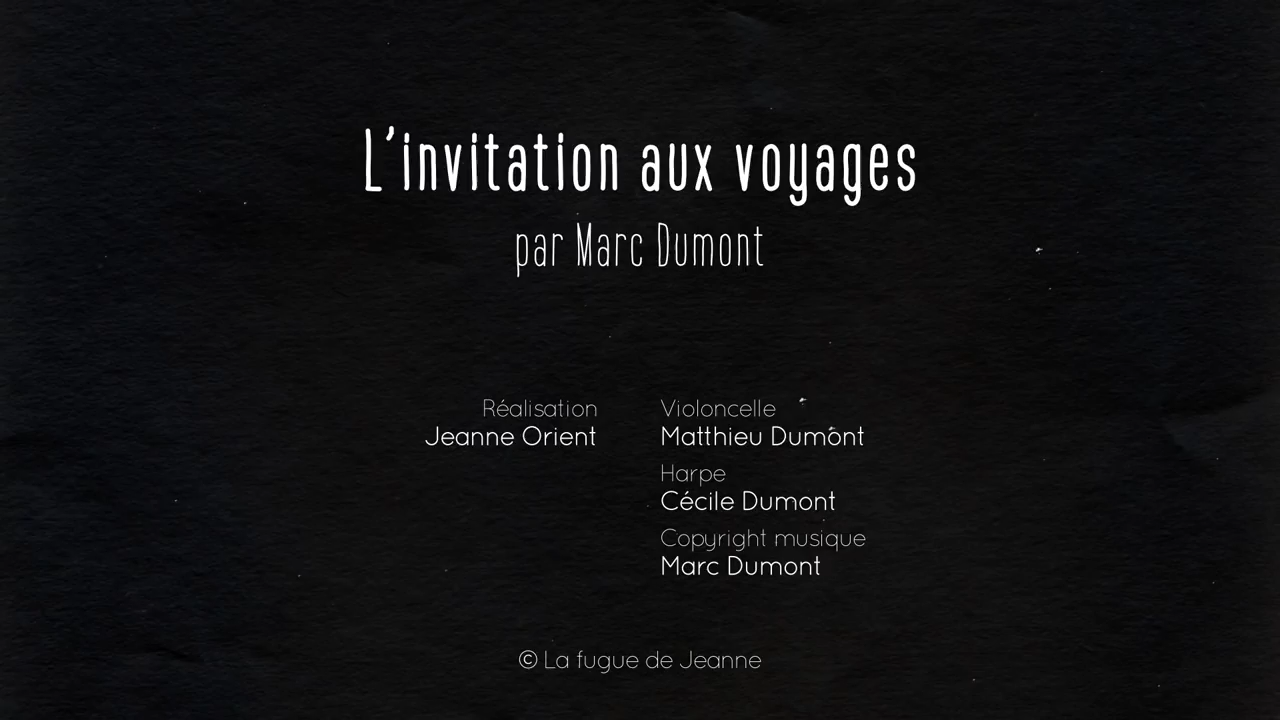 L'invitation aux voyages
par Marc Dumont
Réalisation
Jeanne Orient
Violoncelle
Matthieu Dumont
Harpe
Cécile Dumont
Copyright musique
Marc Dumont
© La fugue de Jeanne